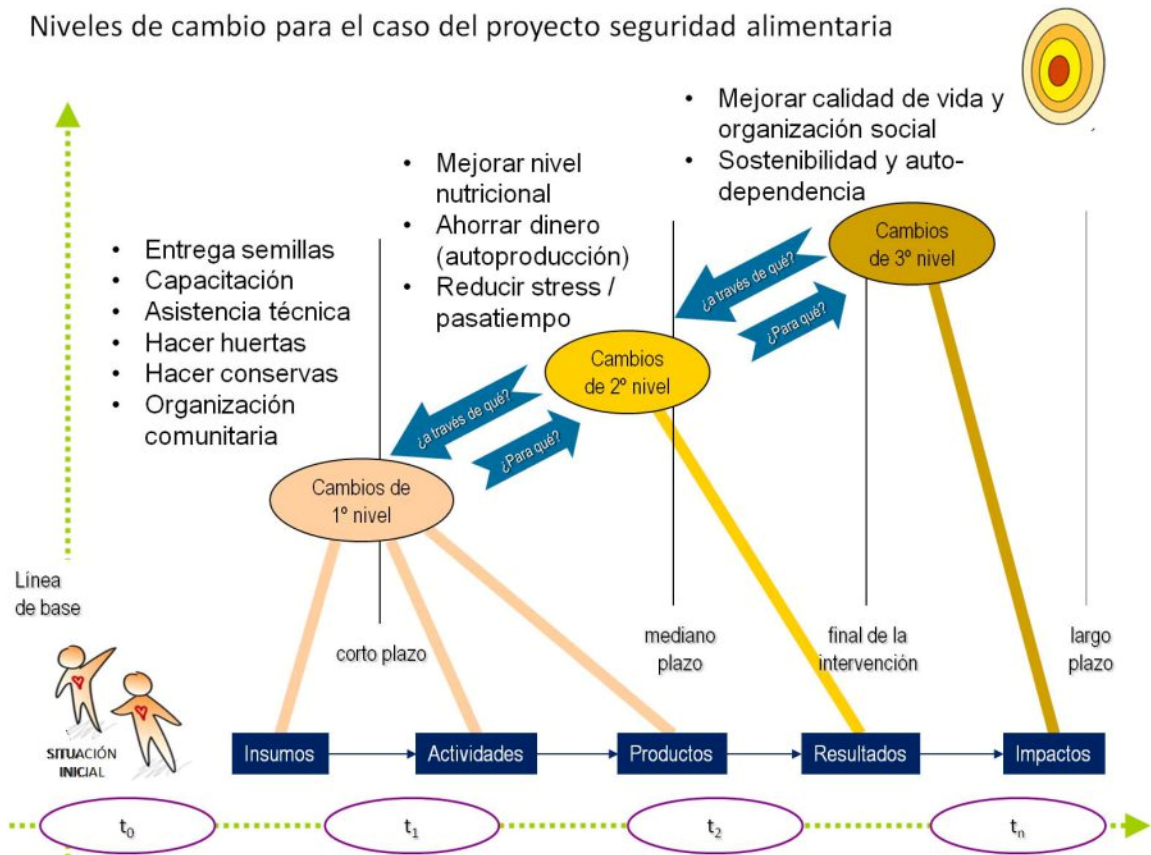 Niveles de cambio para el caso del proyecto seguridad alimentaria
• Mejorar calidad de vida y
organización social
• Sostenibilidad y auto-
dependencia
• Mejorar nivel
nutricional
• Ahorrar dinero
(autoproducción)
• Reducir stress /
pasatiempo
• Entrega semillas
• Capacitación
• Asistencia técnica
• Hacer huertas
• Hacer conservas
• Organización
comunitaria
Cambios
de 3º nivel
¿a través de qué?
¿Para qué?
Cambios
de 2º nivel
¿a través de qué?
¿Para qué?
Cambios de
1º nivel
Línea
de base
corto plazo
mediano
plazo
final de la
intervención
largo
plazo
SITUACIÓN
INICIAL
Insumos
Actividades
Productos
Resultados
Impactos
t0
t1
t2
tn